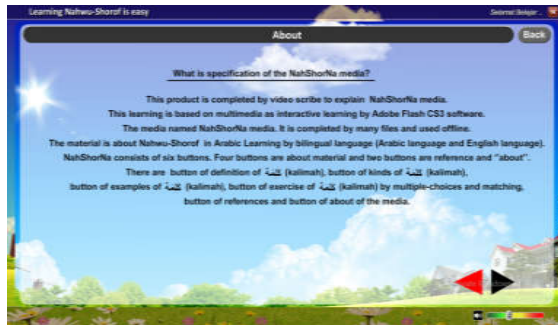 Learning Nahwu-Shorof is easy
Selamat Belajar ..
About
Back
What is specification of the NahShorNa media?
This product is completed by video scribe to explain NahShorNa media.
This learning is based on multimedia as interactive learning by Adobe Flash CS3 software.
The media named NahShorNa media. It is completed by many files and used offline.
The material is about Nahwu-Shorof in Arabic Learning by bilingual language (Arabic language and English language).
NahShorNa consists of six buttons. Four buttons are about material and two buttons are reference and "about".
There are button of definition of كلمة (kalimah), button of kinds of كلمة (kalimah),
button of examples of كلمة (kalimah), button of exercise of كلمة (kalimah) by multiple-choices and matching,
button of references and button of about of the media.